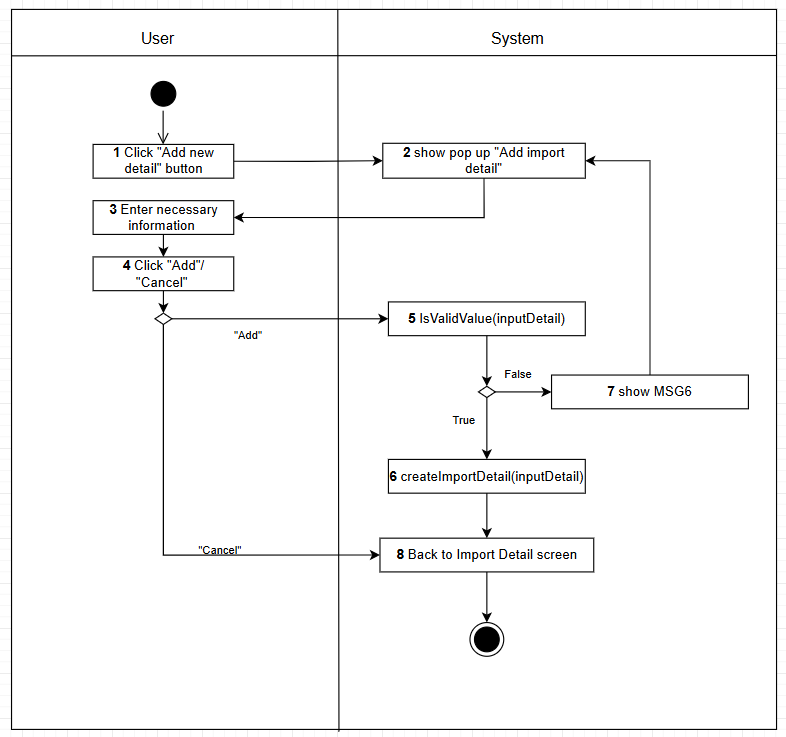 User
System
1 Click "Add new
detail" button
2 show pop up "Add import
detail"
3 Enter necessary
information
4 Click "Add"/
"Cancel"
"Add"
5 IsValidValue(inputDetail)
False
7 show MSG6
True
6 createImportDetail(inputDetail)
"Cancel"
8 Back to Import Detail screen